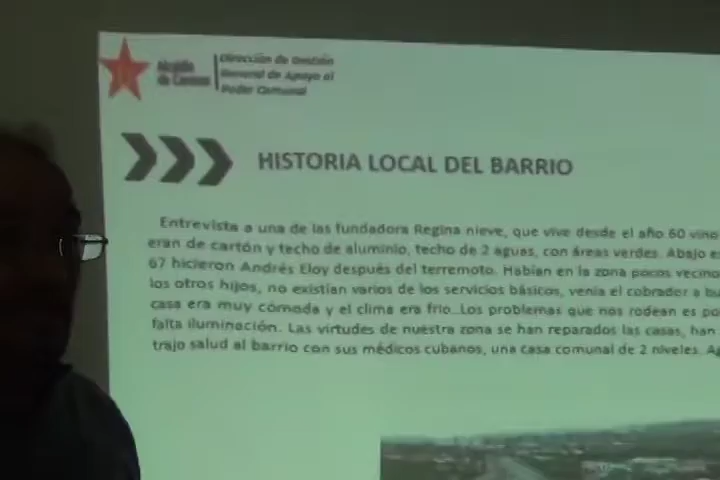 Alcaldía
de Caracas
Dirección de Gestión
General de Apoyo al
Poder Comunal
HISTORIA LOCAL DEL BARRIO
Entrevista a una de las fundadora Regina nieve, que vive desde el año 60 vino
eran de cartón y techo de aluminio, techo de 2 aguas, con áreas verdes. Abajo
67 hicieron Andrés Eloy después del terremoto. Habían en la zona pocos vecino
los otros hijos, no existían varios de los servicios básicos, venia el cobrador a
casa era muy cómoda y el clima era frio..Los problemas que nos rodean es
falta iluminación. Las virtudes de nuestra zona se han reparados las casas, han
trajo salud al barrio con sus médicos cubanos, una casa comunal de 2 niveles.